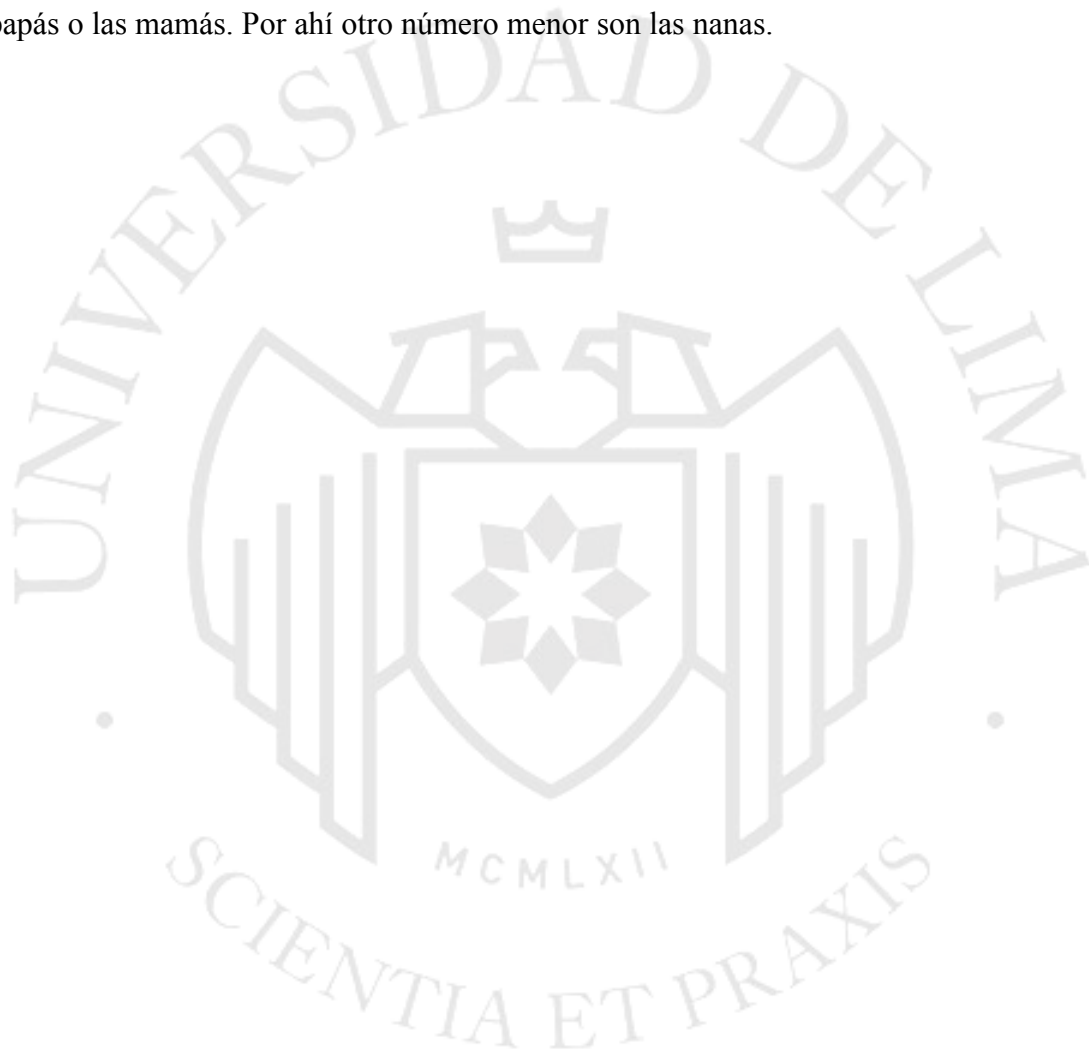 papás o las mamás. Por ahí otro número menor son las nanas.
UNIVERSIDAD DE LIMA
MCMLXII
SCIENTIA ET PRAXIS